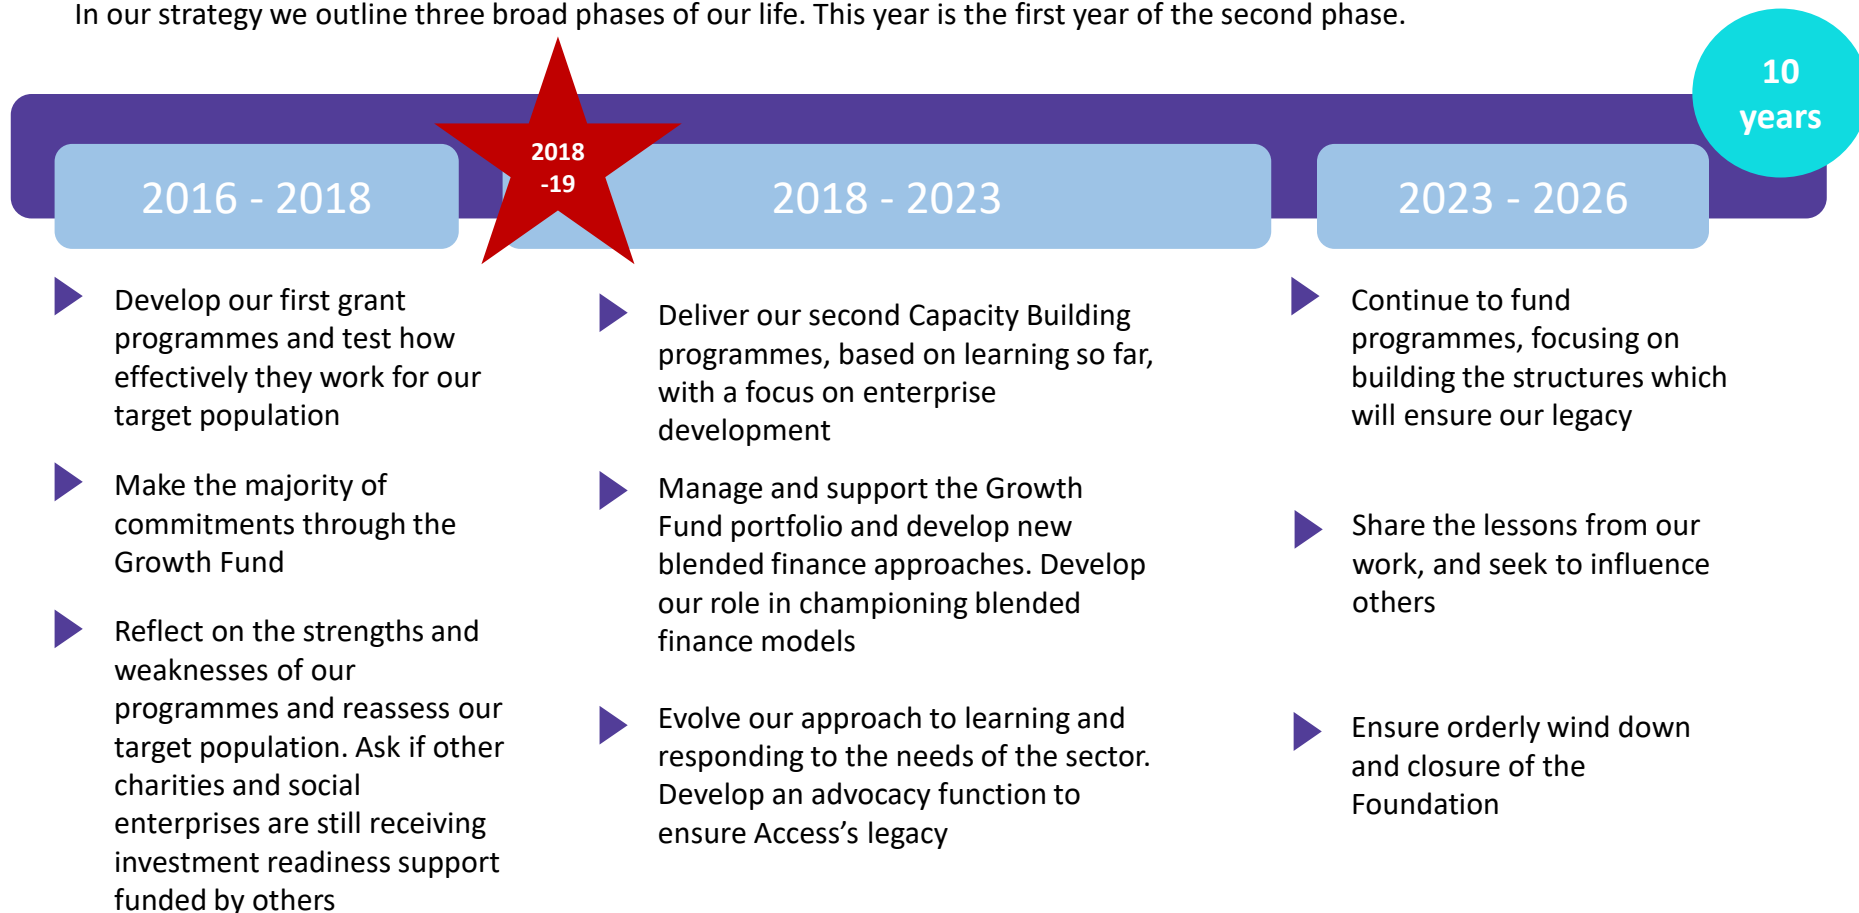 In our strategy we outline three broad phases of our life. This year is the first year of the second phase.
10
years
2018
-19
2016 - 2018
2018 - 2023
2023 - 2026
Develop our first grant
programmes and test how
effectively they work for our
target population
Make the majority of
commitments through the
Growth Fund
Reflect on the strengths and
weaknesses of our
programmes and reassess our
target population. Ask if other
charities and social
enterprises are still receiving
investment readiness support
funded by others
Deliver our second Capacity Building
programmes, based on learning so far,
with a focus on enterprise
development
Manage and support the Growth
Fund portfolio and develop new
blended finance approaches. Develop
our role in championing blended
finance models
Evolve our approach to learning and
responding to the needs of the sector.
Develop an advocacy function to
ensure Access’s legacy
Continue to fund
programmes, focusing on
building the structures which
will ensure our legacy
Share the lessons from our
work, and seek to influence
others
Ensure orderly wind down
and closure of the
Foundation